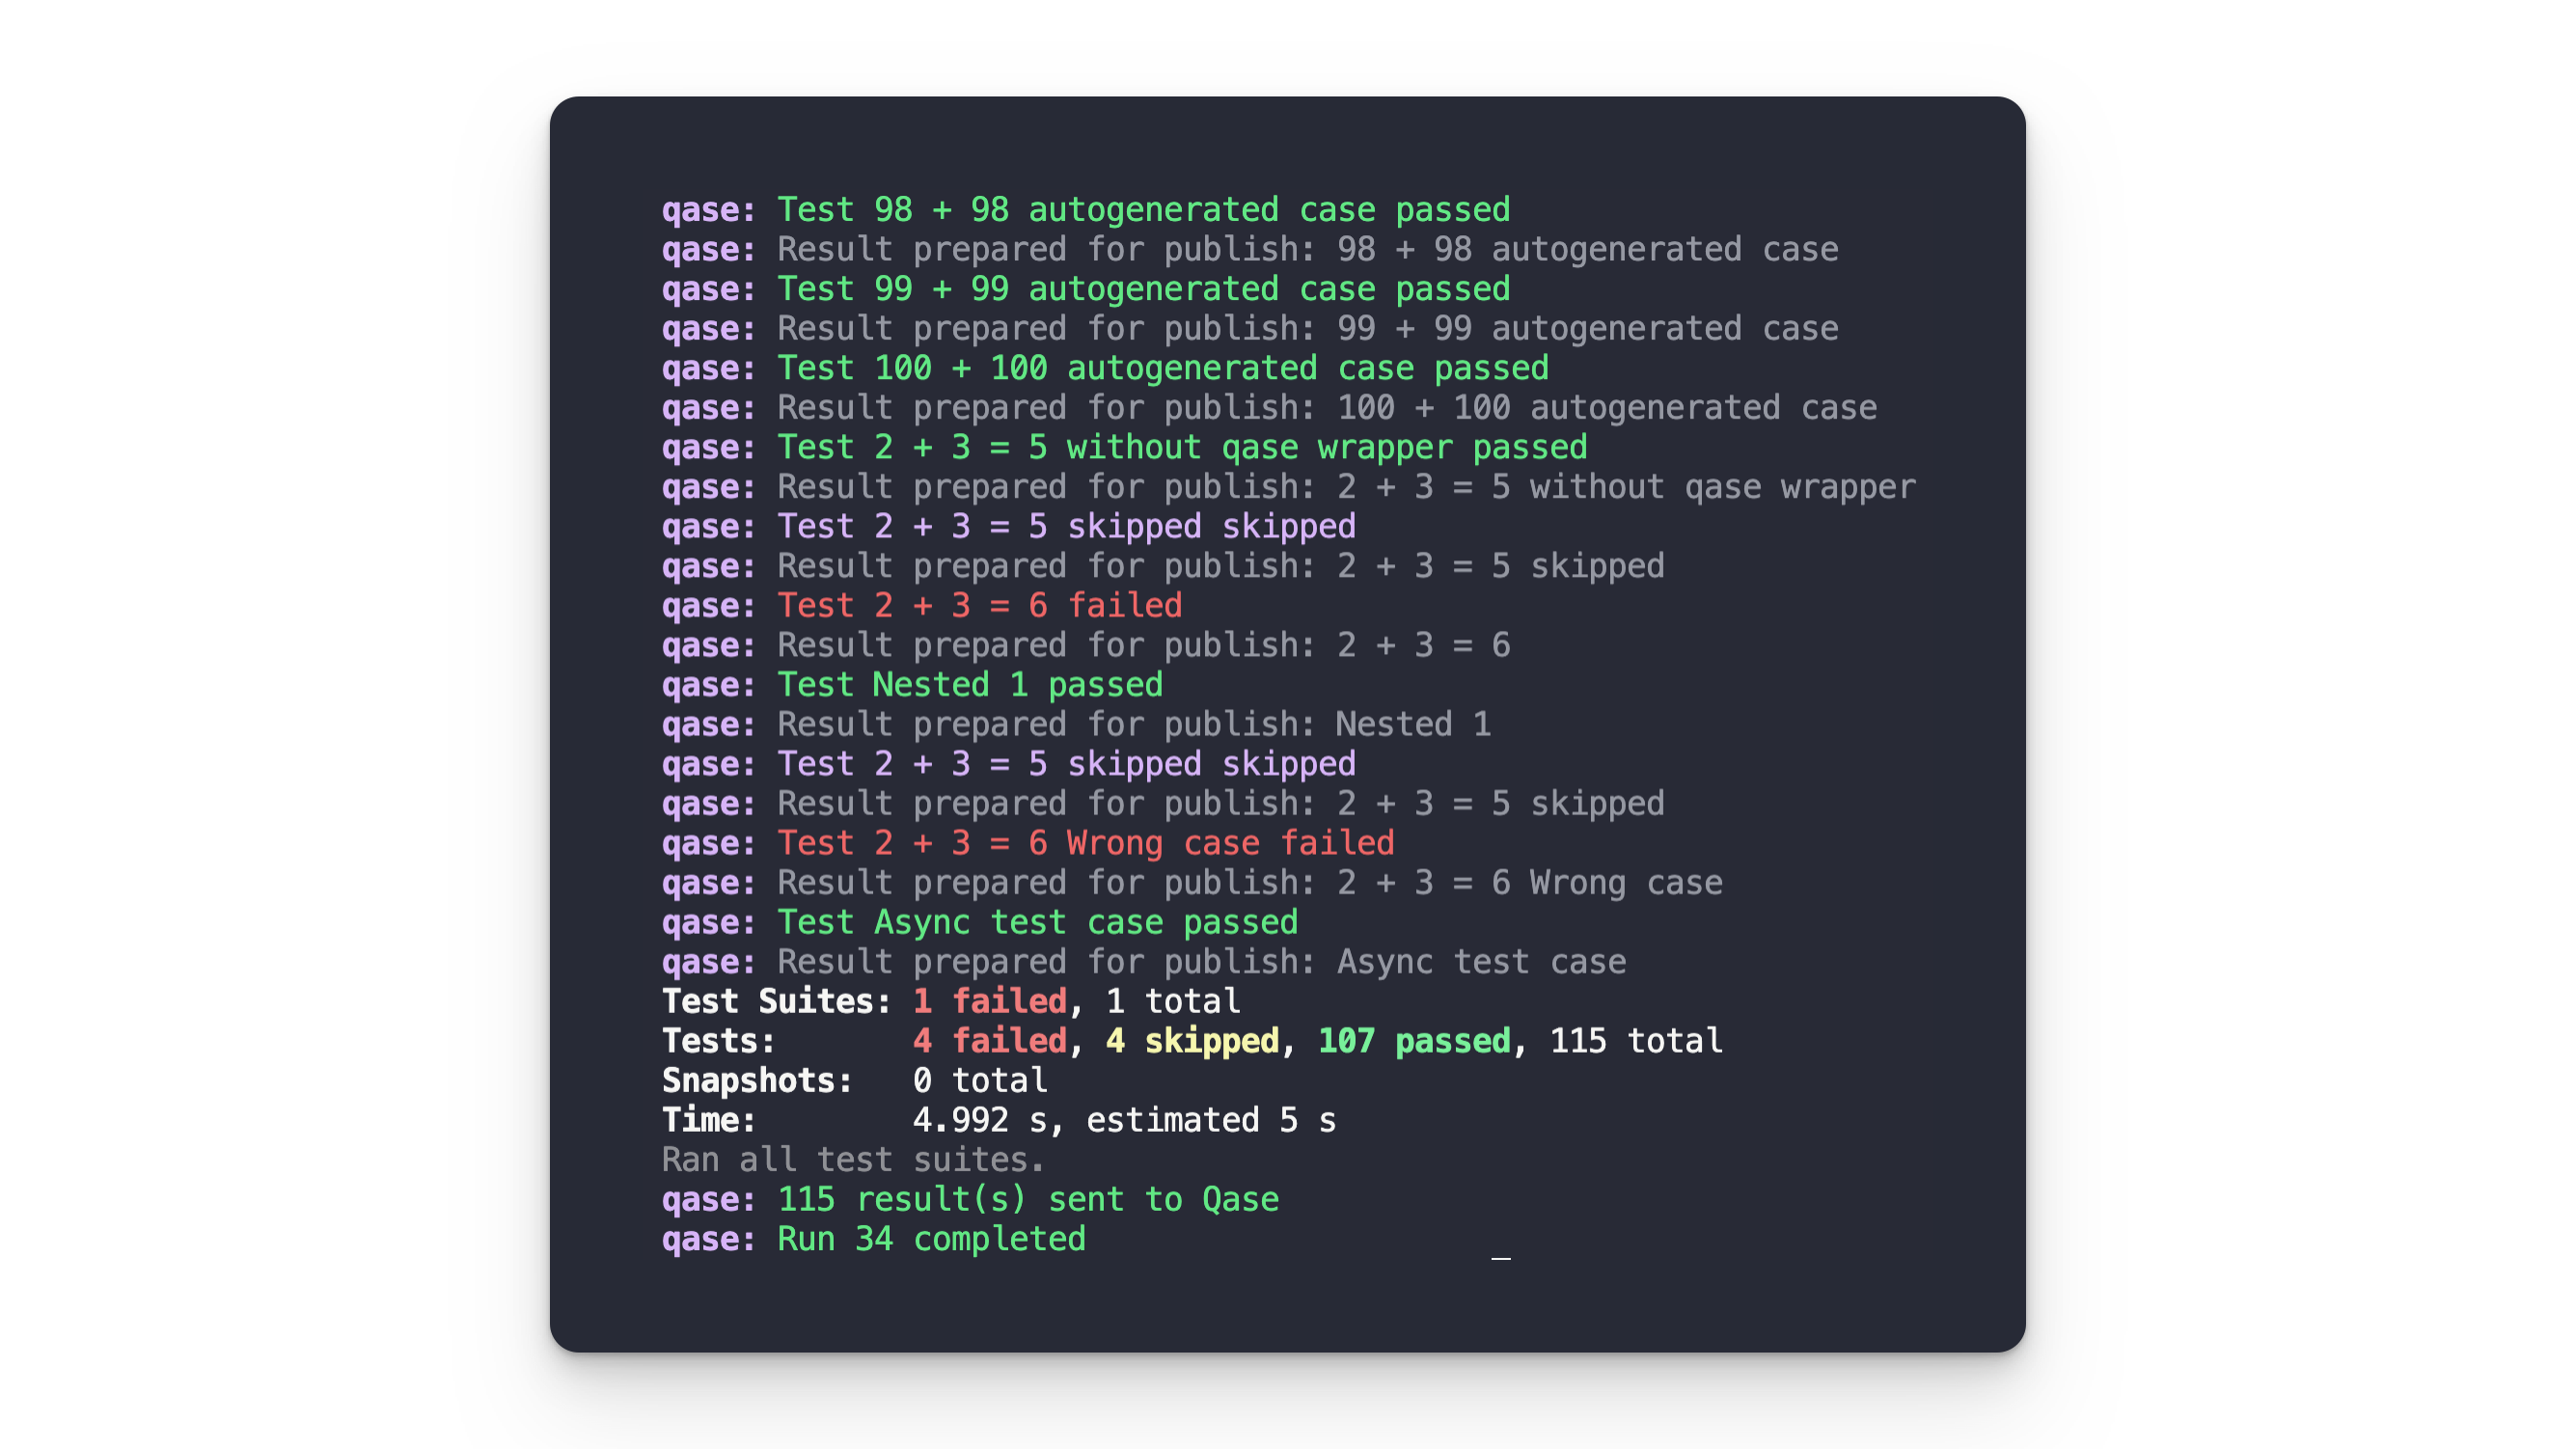 qase: Test 98 + 98 autogenerated case passed
qase: Result prepared for publish: 98 + 98 autogenerated case
qase: Test 99 + 99 autogenerated case passed
qase: Result prepared for publish: 99 + 99 autogenerated case
qase: Test 100 + 100 autogenerated case passed
qase: Result prepared for publish: 100 + 100 autogenerated case
qase: Test 2 + 3 = 5 without qase wrapper passed
qase: Result prepared for publish: 2 + 3 = 5 without qase wrapper
qase: Test 2 + 3 = 5 skipped skipped
qase: Result prepared for publish: 2 + 3 = 5 skipped
qase: Test 2 + 3 = 6 failed
qase: Result prepared for publish: 2 + 3 = 6
qase: Test Nested 1 passed
qase: Result prepared for publish: Nested 1
qase: Test 2 + 3 = 5 skipped skipped
qase: Result prepared for publish: 2 + 3 = 5 skipped
qase: Test 2 + 3 = 6 Wrong case failed
qase: Result prepared for publish: 2 + 3 = 6 Wrong case
qase: Test Async test case passed
qase: Result prepared for publish: Async test case
Test Suites: 1 failed, 1 total
Tests:       4 failed, 4 skipped, 107 passed, 115 total
Snapshots:   0 total
Time:        4.992 s, estimated 5 s
Ran all test suites.
qase: 115 result(s) sent to Qase
qase: Run 34 completed
_